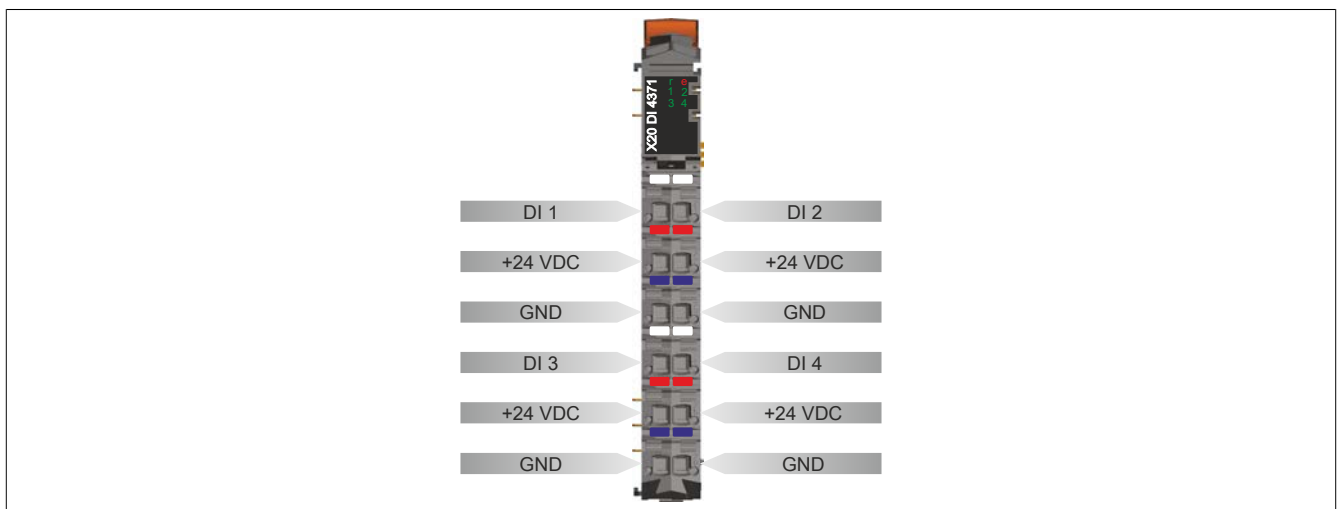 X20 DI 4371
r e
1 2
3 4
DI 1 DI 2
+24 VDC +24 VDC
GND GND
DI 3 DI 4
+24 VDC +24 VDC
GND GND